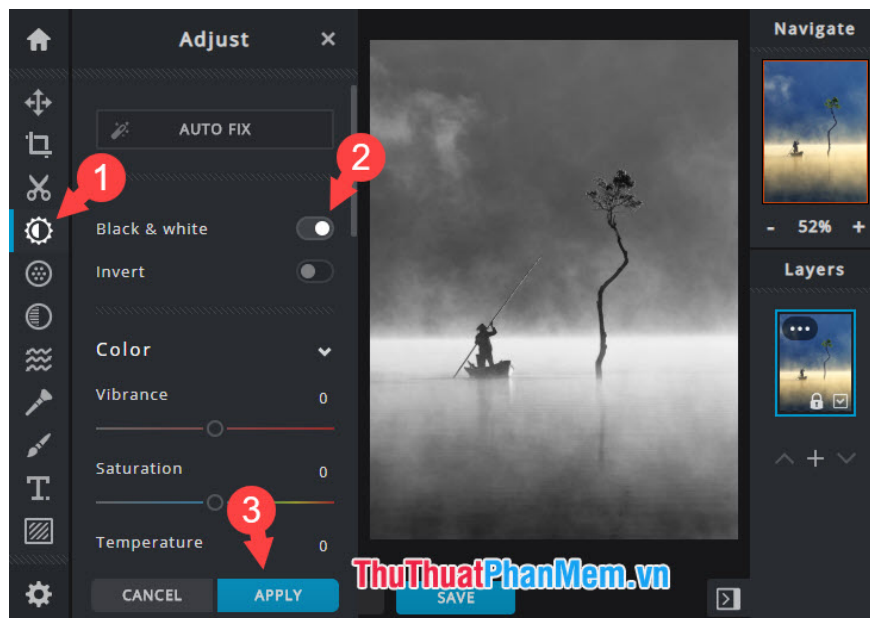 Adjust
×
AUTO FIX
Black & white
Invert
Color
Vibrance
0
Saturation
0
Temperature
0
CANCEL
APPLY
SAVE
1
2
3
ThuThuatPhanMem.vn
Navigate
- 52% +
Layers